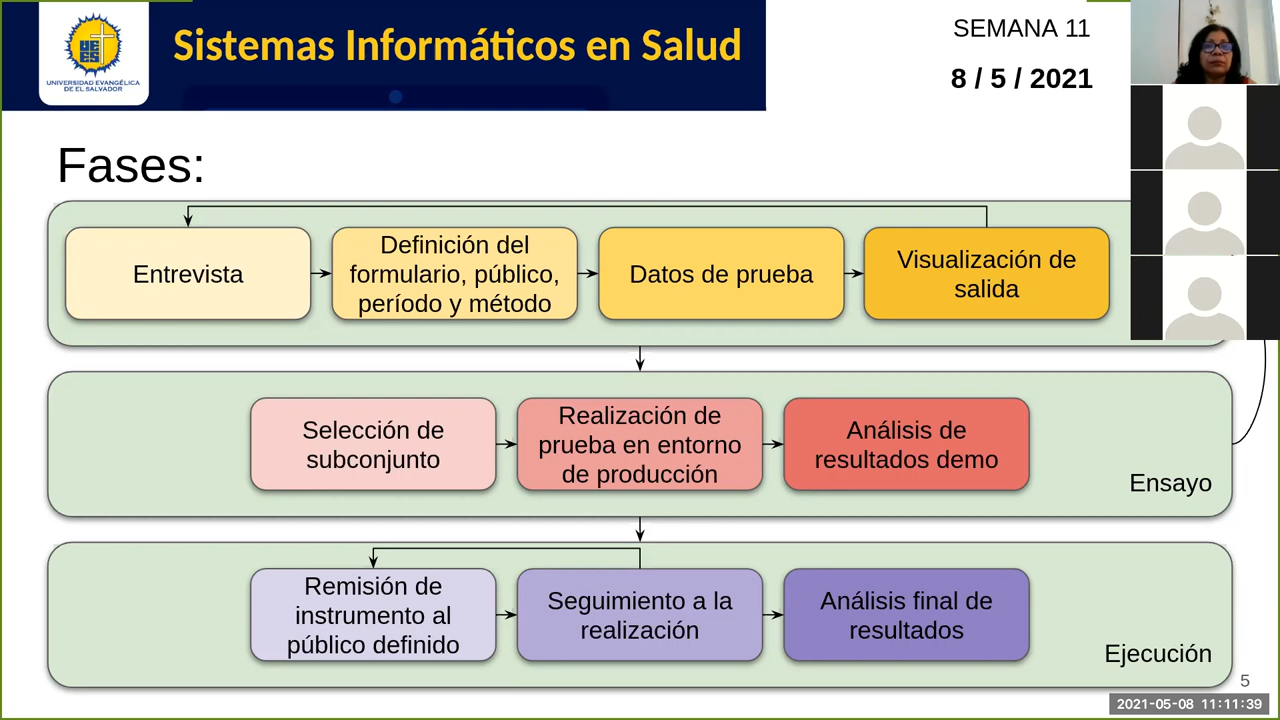 UNIVERSIDAD EVANGÉLICA
DE EL SALVADOR
Sistemas Informáticos en Salud
SEMANA 11
8 / 5 / 2021
Fases:
Entrevista
Definición del
formulario, público,
período y método
Datos de prueba
Visualización de
salida
Selección de
subconjunto
Realización de
prueba en entorno
de producción
Análisis de
resultados demo
Ensayo
Remisión de
instrumento al
público definido
Seguimiento a la
realización
Análisis final de
resultados
Ejecución
5
2021-05-08 11:11:39